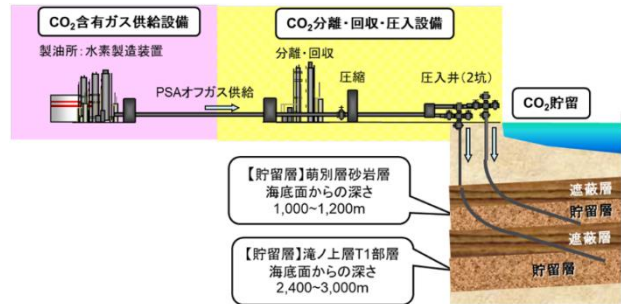 CO₂含有ガス供給設備
CO₂分離・回収・圧入設備
製油所:水素製造装置
分離・回収
PSAオフガス供給
圧縮
圧入井(2坑)
CO₂貯留
【貯留層】萌別層砂岩層
海底面からの深さ
1,000~1,200m
遮蔽層
貯留層
遮蔽層
【貯留層】滝ノ上層T1部層
海底面からの深さ
2,400~3,000m
貯留層